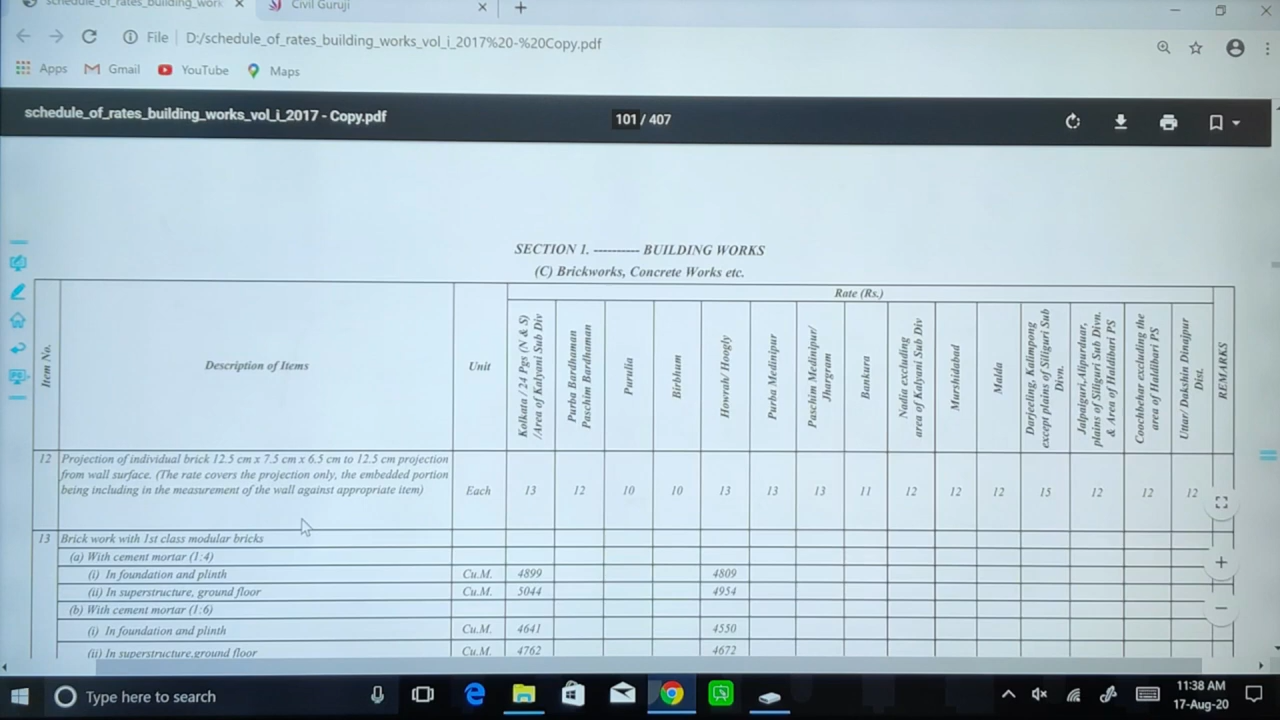 schedule_of_rates_building_work
Civil Guruji
File
D:/schedule_of_rates_building_works_vol_i_2017%20-%20Copy.pdf
Apps
Gmail
YouTube
Maps
schedule_of_rates_building_works_vol_i_2017 - Copy.pdf
101 / 407
SECTION 1. ---------- BUILDING WORKS
(C) Brickworks, Concrete Works etc.
Item No.
Description of Items
Unit
Rate (Rs.)
Kolkata / 24 Pgs (N & S)
/Area of Kalyani Sub Div
Purba Bardhaman
Paschim Bardhaman
Purulia
Birbhum
Howrah/ Hoogly
Purba Medinipur
Paschim Medinipur/
Jhargram
Bankura
Nadia excluding
area of Kalyani Sub Div
Murshidabad
Malda
Darjeeling, Kalimpong
except plains of Siliguri Sub
Divn.
Jalpaiguri,Alipurduar,
plains of Siliguri Sub Divn.
& Area of Haldibari PS
Coochbehar excluding the
area of Haldibari PS
Uttar/ Dakshin Dinajpur
Dist.
REMARKS
12 Projection of individual brick 12.5 cm x 7.5 cm x 6.5 cm to 12.5 cm projection
from wall surface. (The rate covers the projection only, the embedded portion
being including in the measurement of the wall against appropriate item)
Each 13 12 10 10 13 13 13 11 12 12 12 15 12 12 12
13 Brick work with 1st class modular bricks
(a) With cement mortar (1:4)
(i) In foundation and plinth Cu.M. 4899 4809
(ii) In superstructure, ground floor Cu.M. 5044 4954
(b) With cement mortar (1:6)
(i) In foundation and plinth Cu.M. 4641 4550
(ii) In superstructure,ground floor Cu.M. 4762 4672
Type here to search
11:38 AM
17-Aug-20